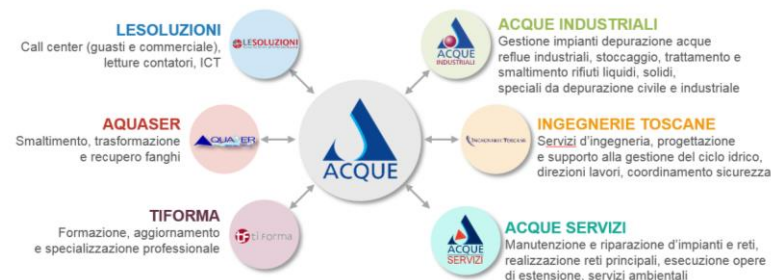 LESOLUZIONI
Call center (guasti e commerciale),
letture contatori, ICT
LESOLUZIONI
AQUASER
Smaltimento, trasformazione
e recupero fanghi
AQUASER
TIFORMA
Formazione, aggiornamento
e specializzazione professionale
ti Forma
ACQUE
ACQUE INDUSTRIALI
Gestione impianti depurazione acque
reflue industriali, stoccaggio, trattamento e
smaltimento rifiuti liquidi, solidi,
speciali da depurazione civile e industriale
ACQUE
INDUSTRIALI
INGEGNERIE TOSCANE
Servizi d'ingegneria, progettazione
e supporto alla gestione del ciclo idrico,
direzioni lavori, coordinamento sicurezza
INGEGNERIE TOSCANE
ACQUE SERVIZI
Manutenzione e riparazione d'impianti e reti,
realizzazione reti principali, esecuzione opere
di estensione, servizi ambientali
ACQUE
SERVIZI